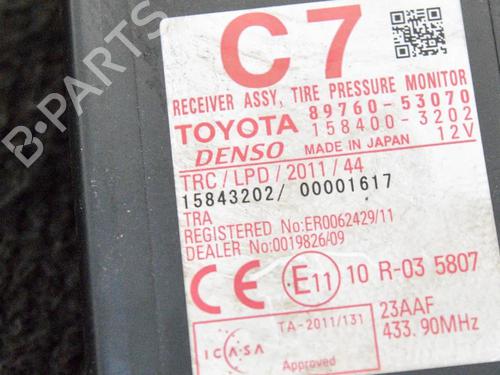 C7
RECEIVER ASSY, TIRE PRESSURE MONITOR
TOYOTA 89760-53070
158400-3202
DENSO MADE IN JAPAN 12V
TRC/LPD/2011/44
15843202/ 00001617
TRA
REGISTERED No:ER0062429/11
DEALER No:0019826/09
CE E11 10 R-03 5807
TA-2011/131
ICASA
Approved
23AAF
433.90MHz
B-PARTS